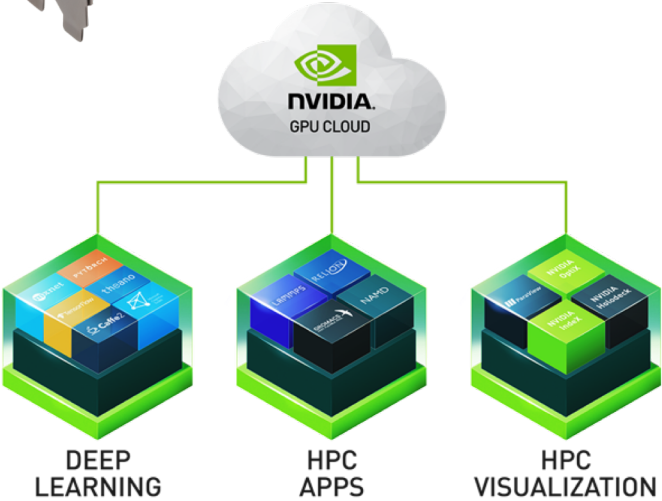 NVIDIA.
GPU CLOUD
mxnet
PYTORCH
theano
TensorFlow
Caffe2
LAMMPS
RELION
NAMD
GROMACS
ParaView
NVIDIA
OptiX
NVIDIA
Holodeck
NVIDIA
IndeX
DEEP
LEARNING
HPC
APPS
HPC
VISUALIZATION